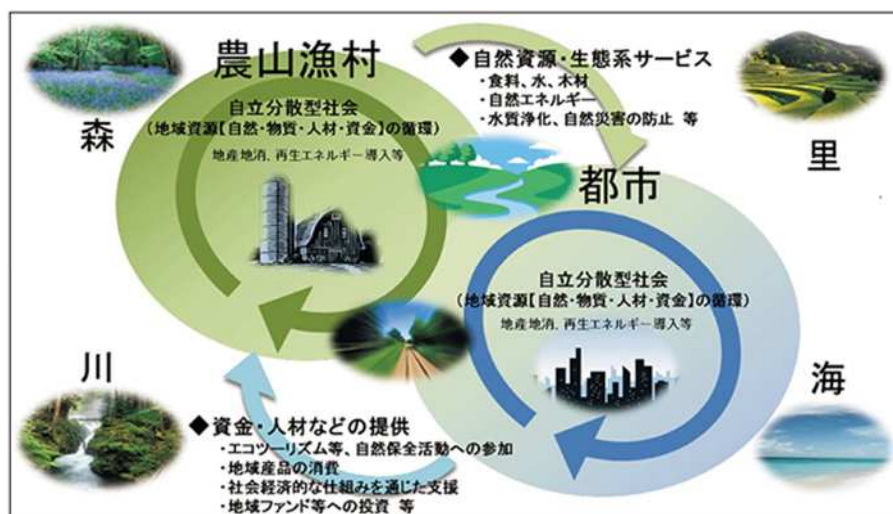 農山漁村
◆自然資源・生態系サービス
・食料、水、木材
・自然エネルギー
・水質浄化、自然災害の防止 等
森
里
自立分散型社会
(地域資源【自然・物質・人材・資金】の循環)
地産地消、再生エネルギー導入等
都市
自立分散型社会
(地域資源【自然・物質・人材・資金】の循環)
地産地消、再生エネルギー導入等
川
海
◆資金・人材などの提供
・エコツーリズム等、自然保全活動への参加
・地域産品の消費
・社会経済的な仕組みを通じた支援
・地域ファンド等への投資 等